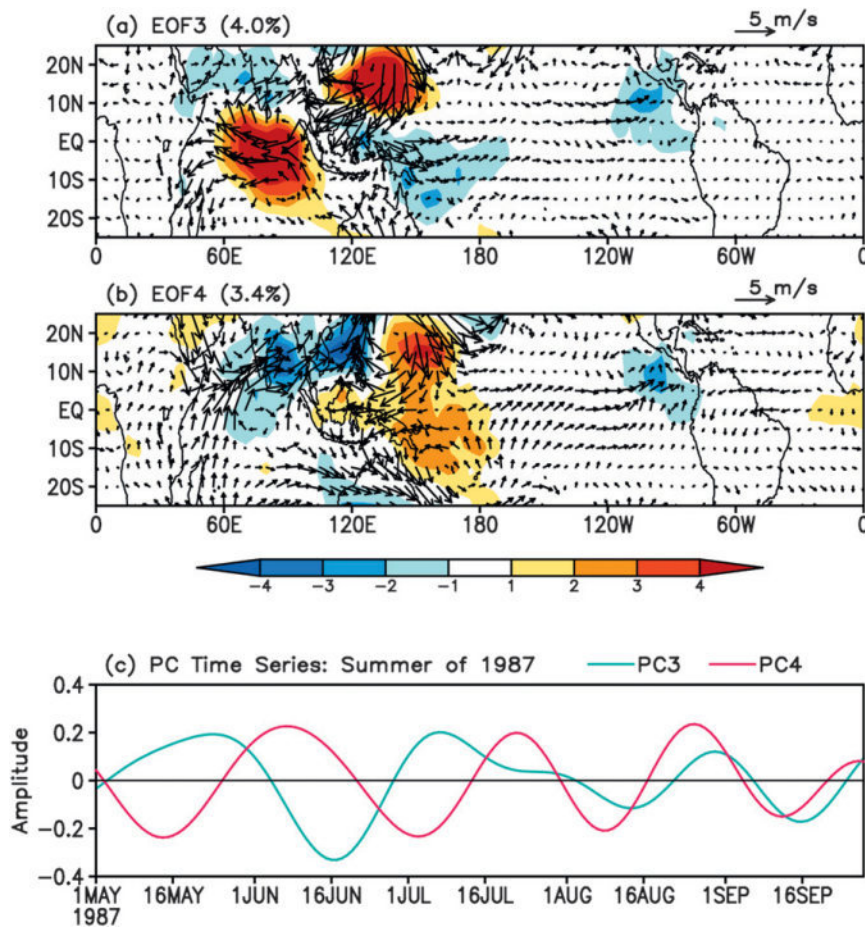 (a) EOF3 (4.0%)
5 m/s
20N
10N
EQ
10S
20S
0 60E 120E 180 120W 60W 0
(b) EOF4 (3.4%)
5 m/s
20N
10N
EQ
10S
20S
0 60E 120E 180 120W 60W 0
-4 -3 -2 -1 1 2 3 4
(c) PC Time Series: Summer of 1987
PC3 PC4
0.4
0.2
0
-0.2
-0.4
Amplitude
1MAY 16MAY 1JUN 16JUN 1JUL 16JUL 1AUG 16AUG 1SEP 16SEP
1987